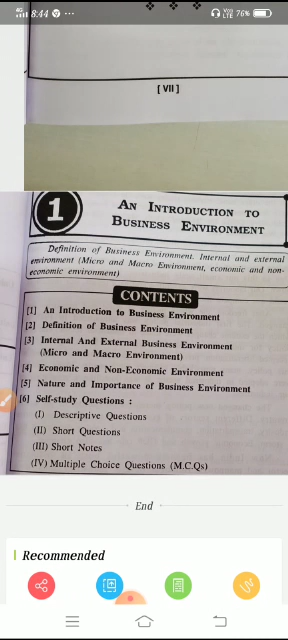 4G 8:44 ...
Vo))
LTE 76%
[ VII ]
1
AN INTRODUCTION TO
BUSINESS ENVIRONMENT
Definition of Business Environment. Internal and external
environment (Micro and Macro Environment, economic and non-
economic environment)
CONTENTS
[1] An Introduction to Business Environment
[2] Definition of Business Environment
[3] Internal And External Business Environment
(Micro and Macro Environment)
[4] Economic and Non-Economic Environment
[5] Nature and Importance of Business Environment
[6] Self-study Questions :
(I) Descriptive Questions
(II) Short Questions
(III) Short Notes
(IV) Multiple Choice Questions (M.C.Qs)
End
Recommended